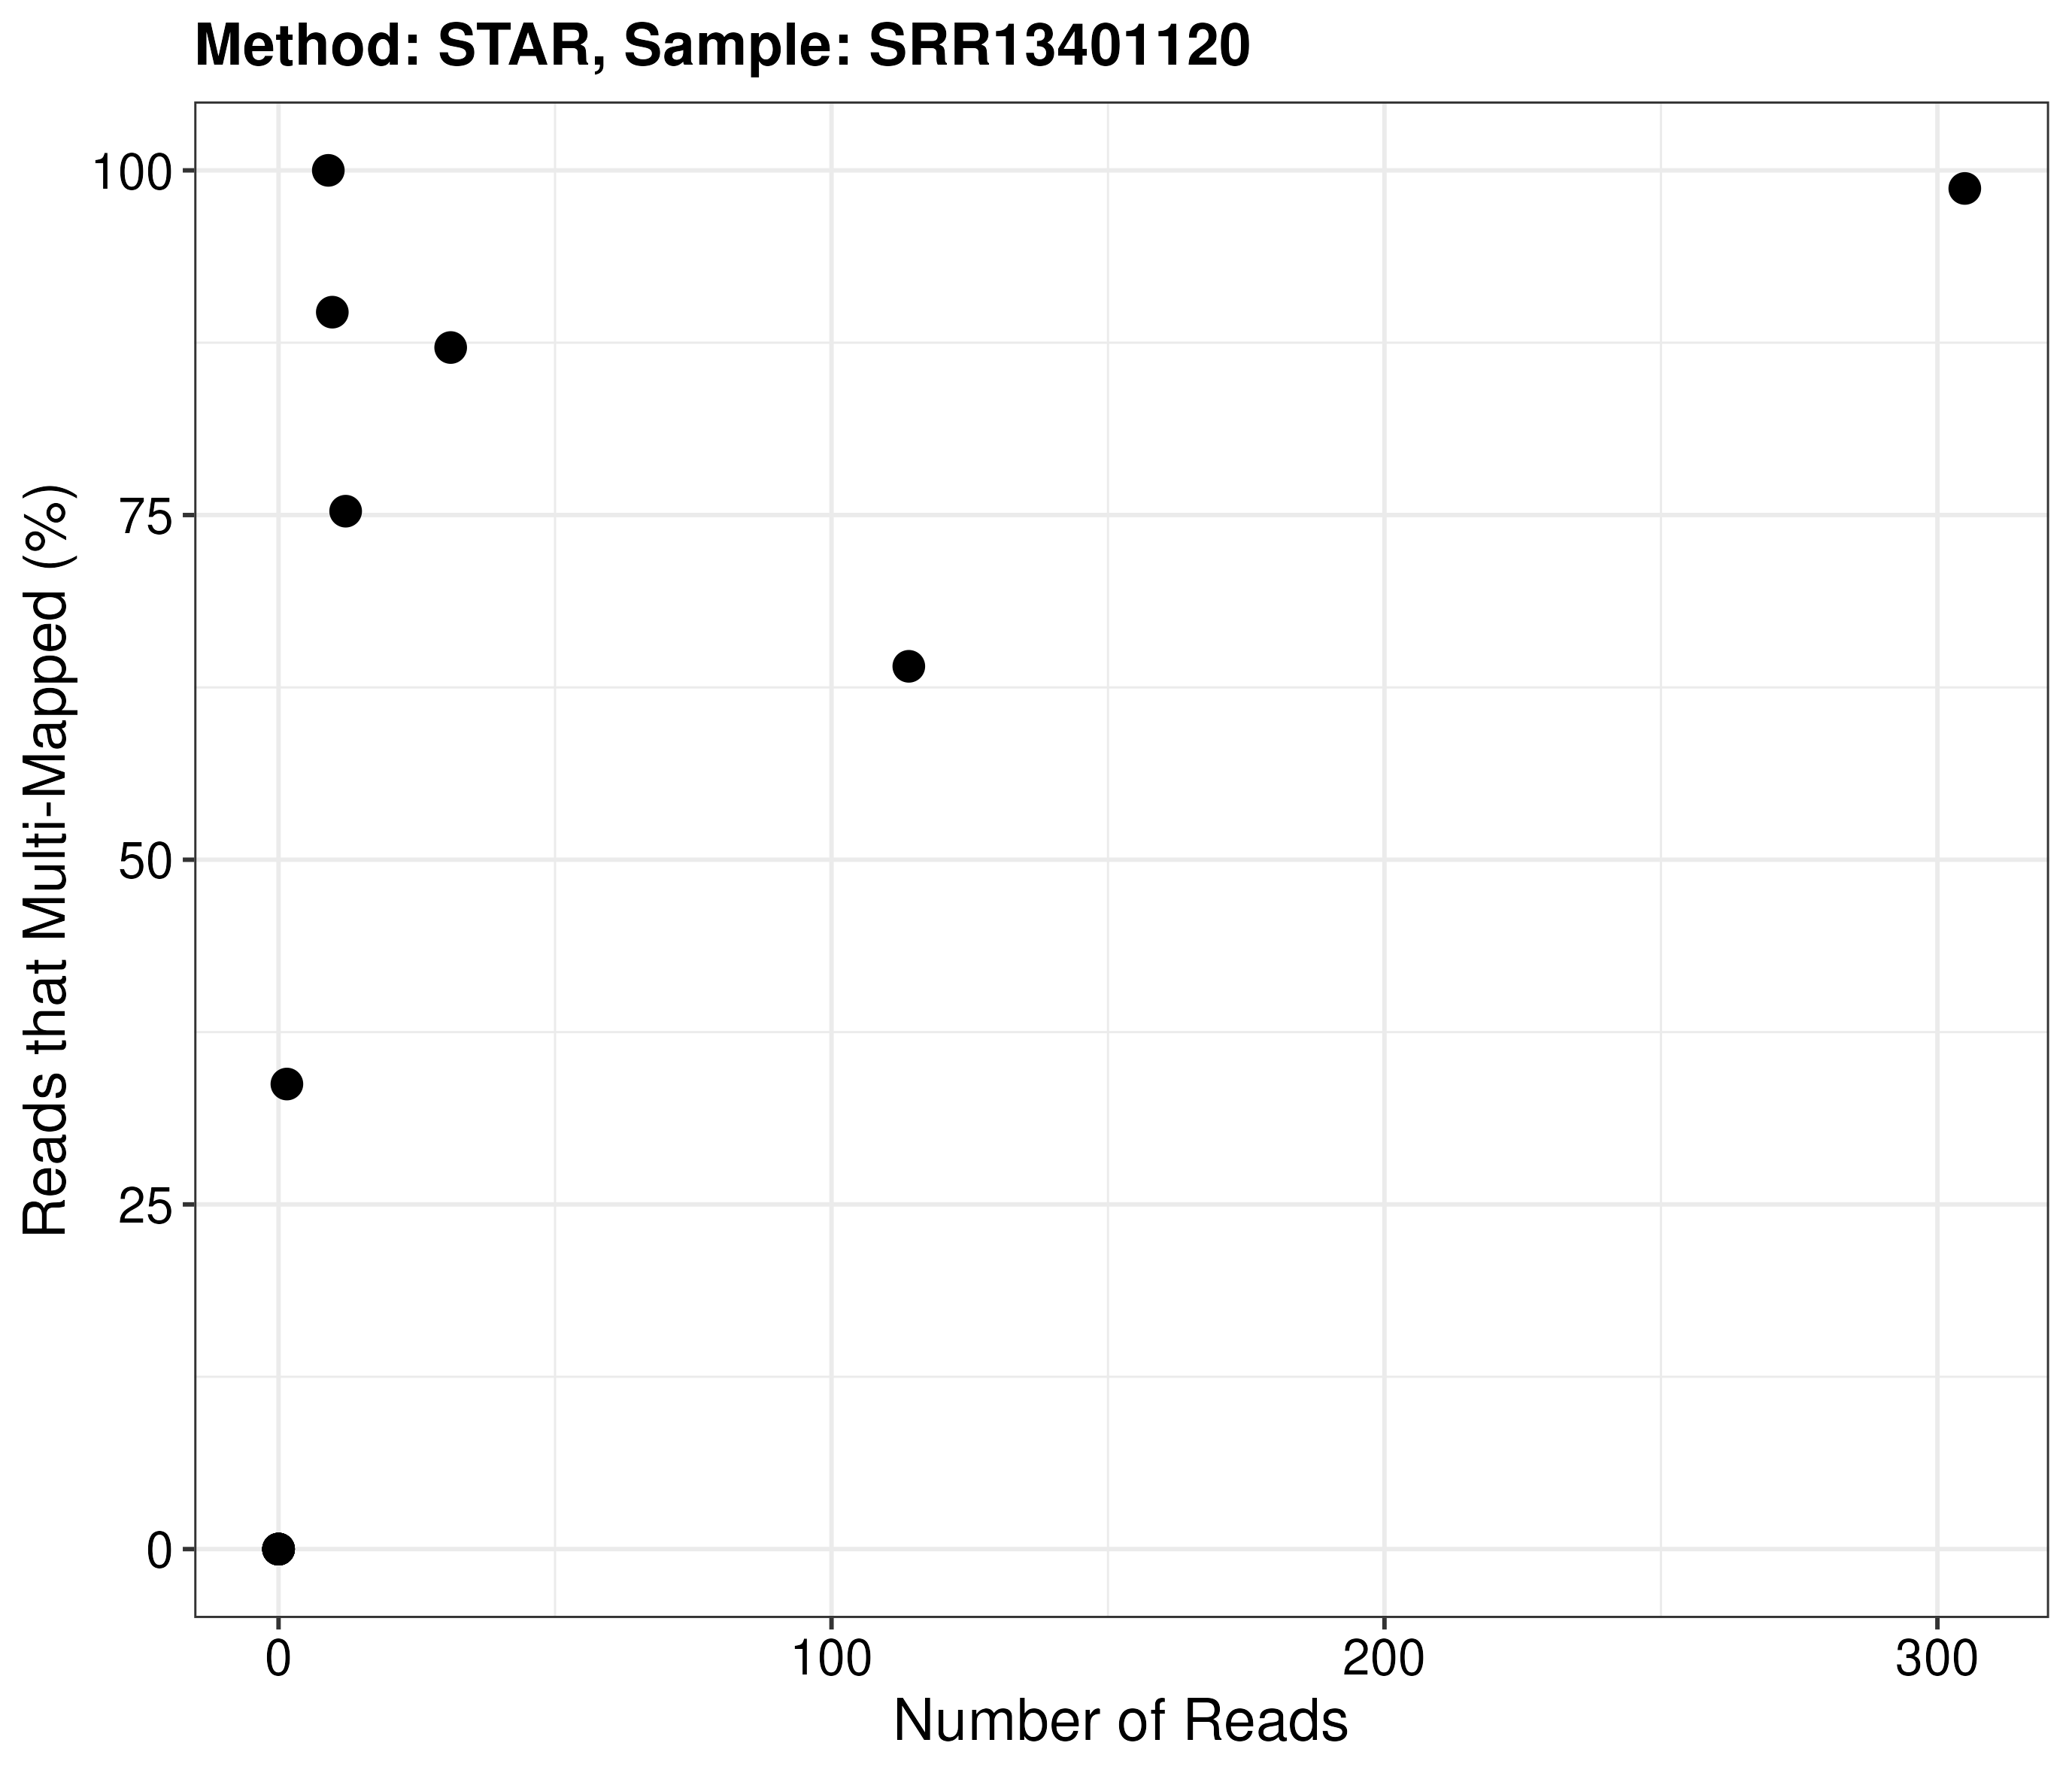 Method: STAR, Sample: SRR13401120
Reads that Multi-Mapped (%)
100
75
50
25
0
0 100 200 300
Number of Reads